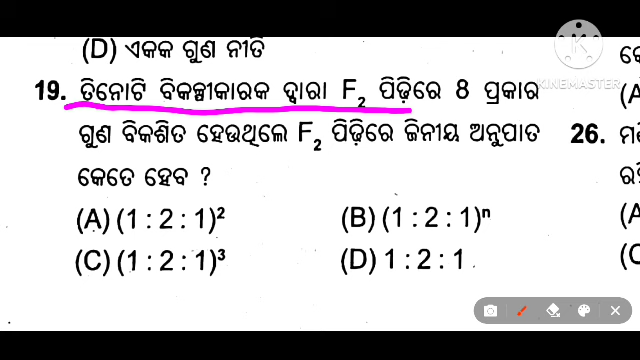 (D) ଏକକ ଗୁଣ ନୀତି
19. ତିନୋଟି ବିକଳ୍ପୀକାରକ ଦ୍ୱାରା F₂ ପିଢ଼ିରେ 8 ପ୍ରକାର
ଗୁଣ ବିକଶିତ ହେଉଥିଲେ F₂ ପିଢ଼ିରେ ଜିନୀୟ ଅନୁପାତ
କେତେ ହେବ ?
(A) (1 : 2 : 1)²
(B) (1 : 2 : 1)ⁿ
(C) (1 : 2 : 1)³
(D) 1 : 2 : 1
26.
(A
(C
KINEMASTER